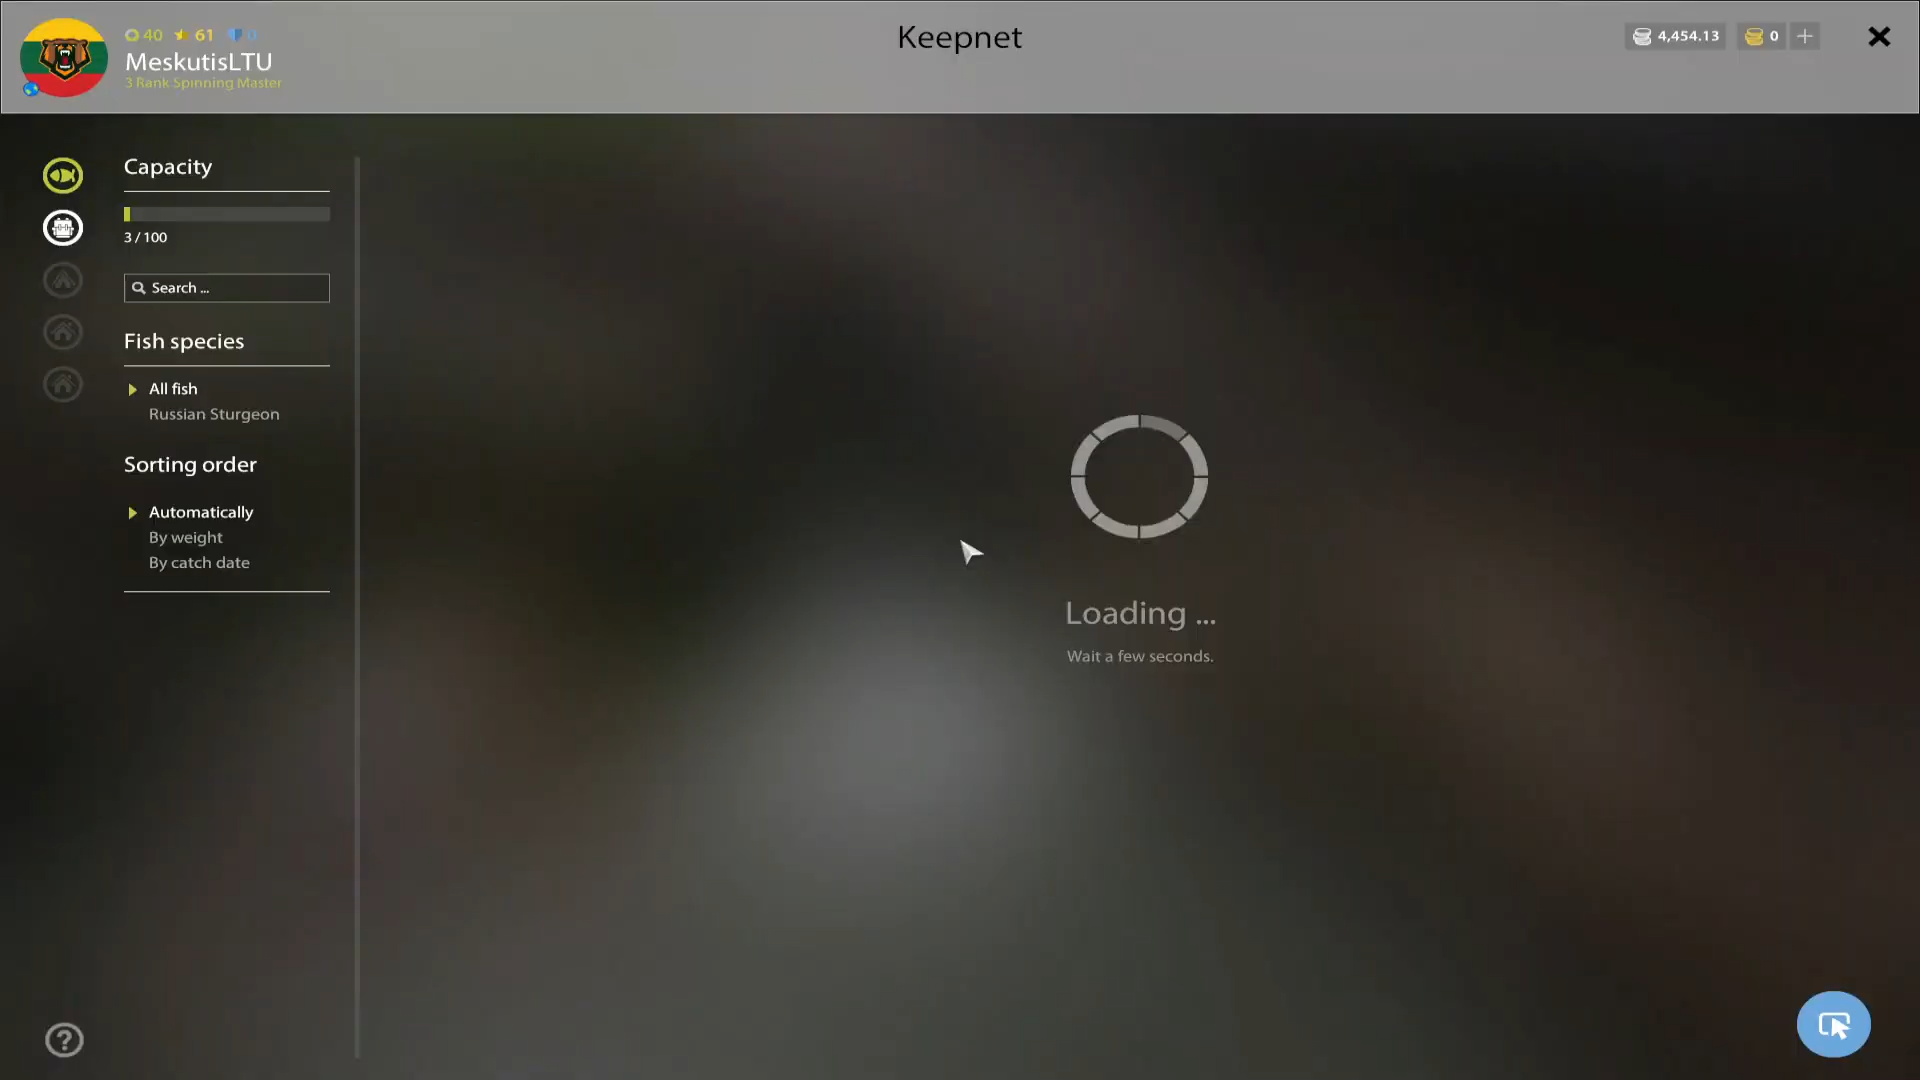 40 61 0
MeskutisLTU
3 Rank Spinning Master
Keepnet
4,454.13 0
Capacity
3 / 100
Search ...
Fish species
All fish
Russian Sturgeon
Sorting order
Automatically
By weight
By catch date
Loading ...
Wait a few seconds.